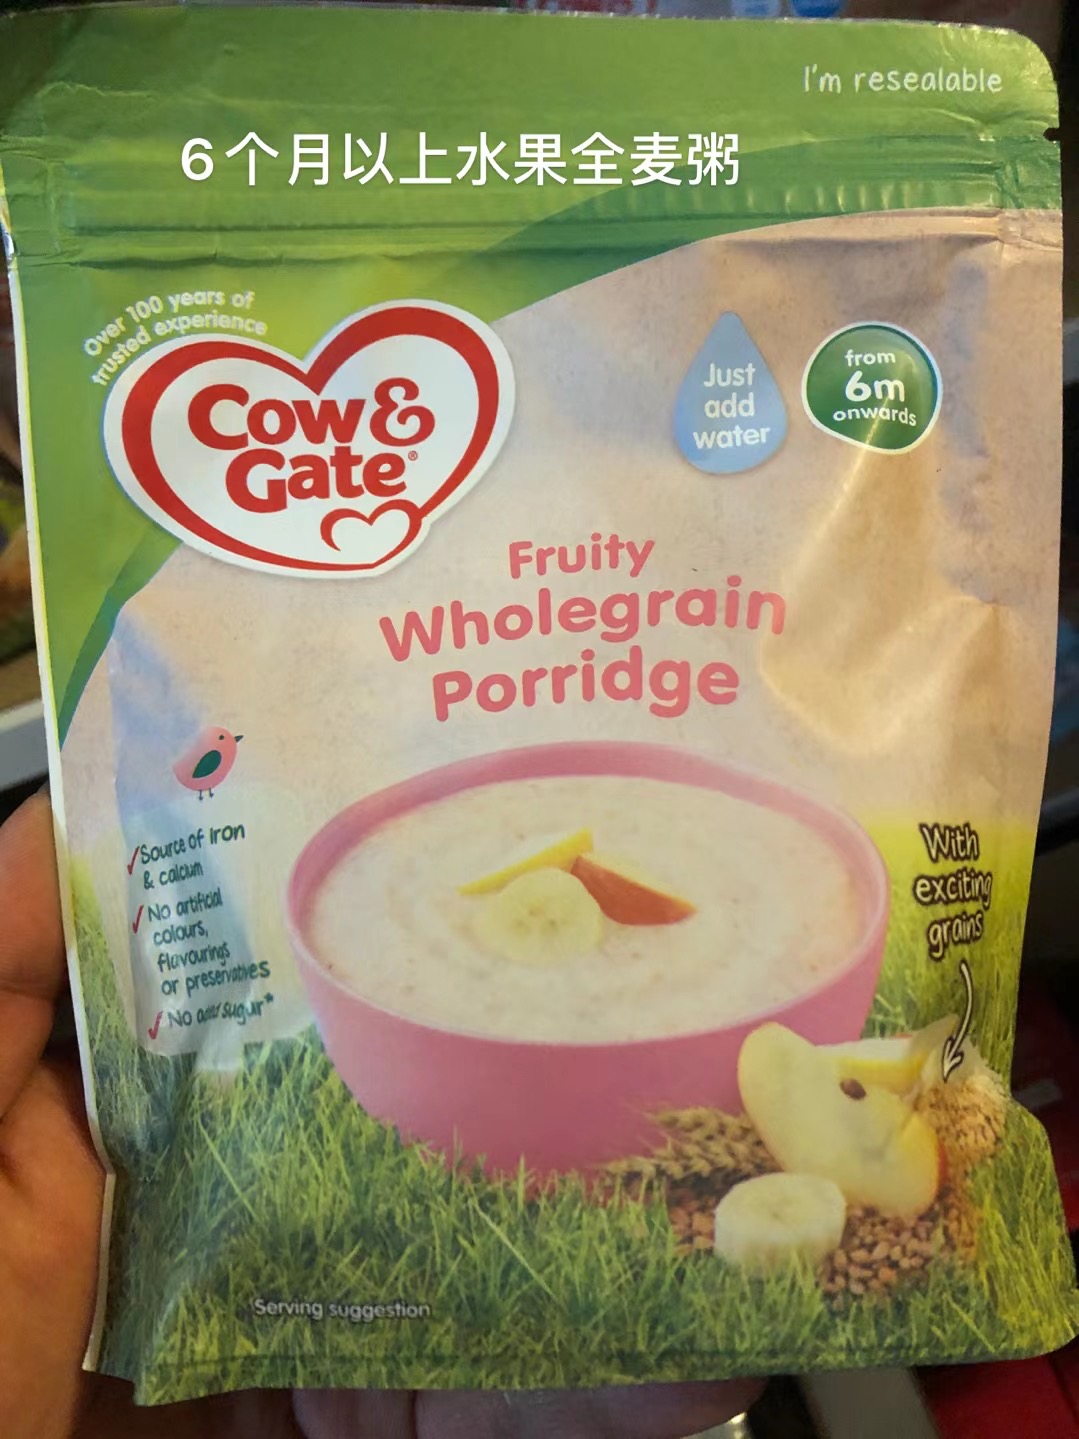 I'm resealable
6个月以上水果全麦粥
Over 100 years of
trusted experience
Cow &
Gate®
Just
add
water
from
6m
onwards
Fruity
Wholegrain
Porridge
✓Source of iron
& calcium
✓No artificial
colours,
flavourings
or preservatives
✓No added sugar*
With
exciting
grains
Serving suggestion